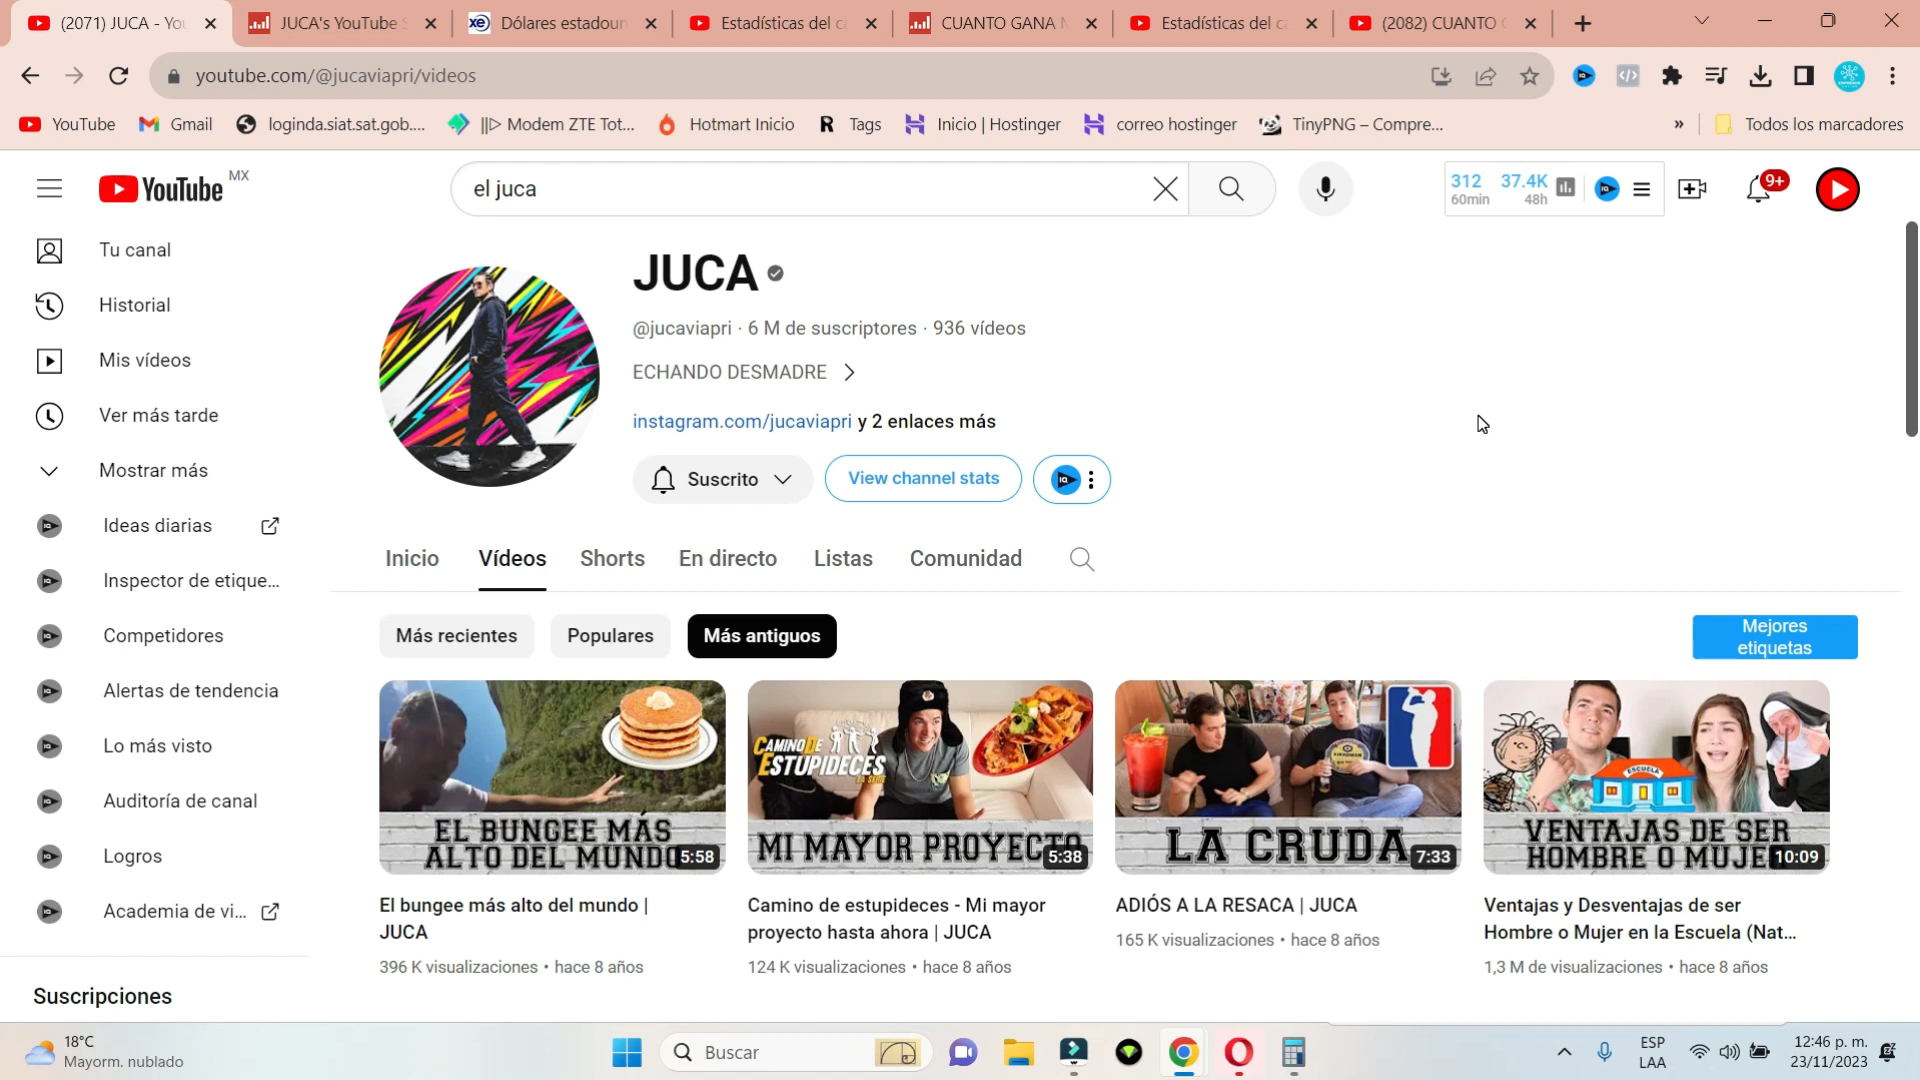 (2071) JUCA - Yo
JUCA's YouTube S
Dólares estadoun
Estadísticas del c
CUANTO GANA
Estadísticas del c
(2082) CUANTO
youtube.com/@jucaviapri/videos
YouTube
Gmail
loginda.siat.sat.gob....
||▷ Modem ZTE Tot...
Hotmart Inicio
Tags
Inicio | Hostinger
correo hostinger
TinyPNG – Compre...
»
Todos los marcadores
YouTube MX
el juca
312 37.4K
60min 48h
9+
Tu canal
Historial
Mis vídeos
Ver más tarde
Mostrar más
Ideas diarias
Inspector de etique...
Competidores
Alertas de tendencia
Lo más visto
Auditoría de canal
Logros
Academia de vi...
Suscripciones
JUCA
@jucaviapri · 6 M de suscriptores · 936 vídeos
ECHANDO DESMADRE
instagram.com/jucaviapri y 2 enlaces más
Suscrito
View channel stats
Inicio
Vídeos
Shorts
En directo
Listas
Comunidad
Más recientes
Populares
Más antiguos
Mejores
etiquetas
EL BUNGEE MÁS
ALTO DEL MUNDO
5:58
El bungee más alto del mundo |
JUCA
396 K visualizaciones • hace 8 años
CAMINO DE
ESTUPIDECES
LA SERIE
MI MAYOR PROYECTO
5:38
Camino de estupideces - Mi mayor
proyecto hasta ahora | JUCA
124 K visualizaciones • hace 8 años
LA CRUDA
7:33
ADIÓS A LA RESACA | JUCA
165 K visualizaciones • hace 8 años
ESCUELA
VENTAJAS DE SER
HOMBRE O MUJE
10:09
Ventajas y Desventajas de ser
Hombre o Mujer en la Escuela (Nat...
1,3 M de visualizaciones • hace 8 años
18°C
Mayorm. nublado
Buscar
ESP
LAA
12:46 p. m.
23/11/2023